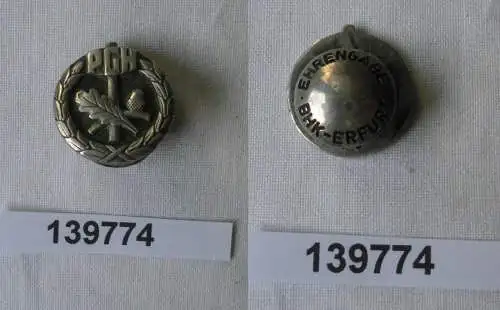 PGH
139774
EHRENGABE
BHK-ERFURT
139774